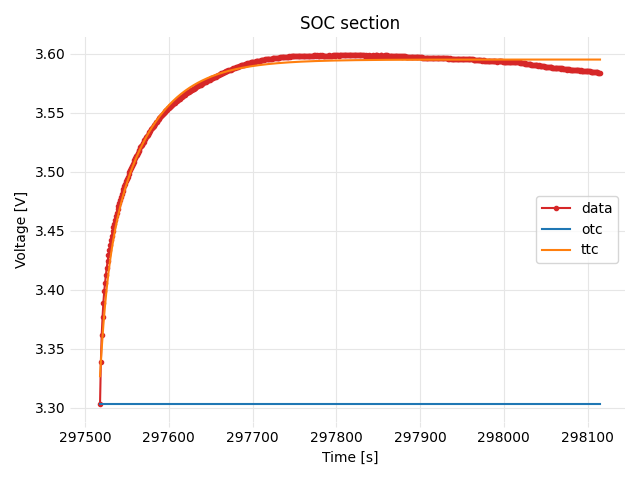 SOC section
3.60
3.55
3.50
3.45
3.40
3.35
3.30
Voltage [V]
data
otc
ttc
297500 297600 297700 297800 297900 298000 298100
Time [s]